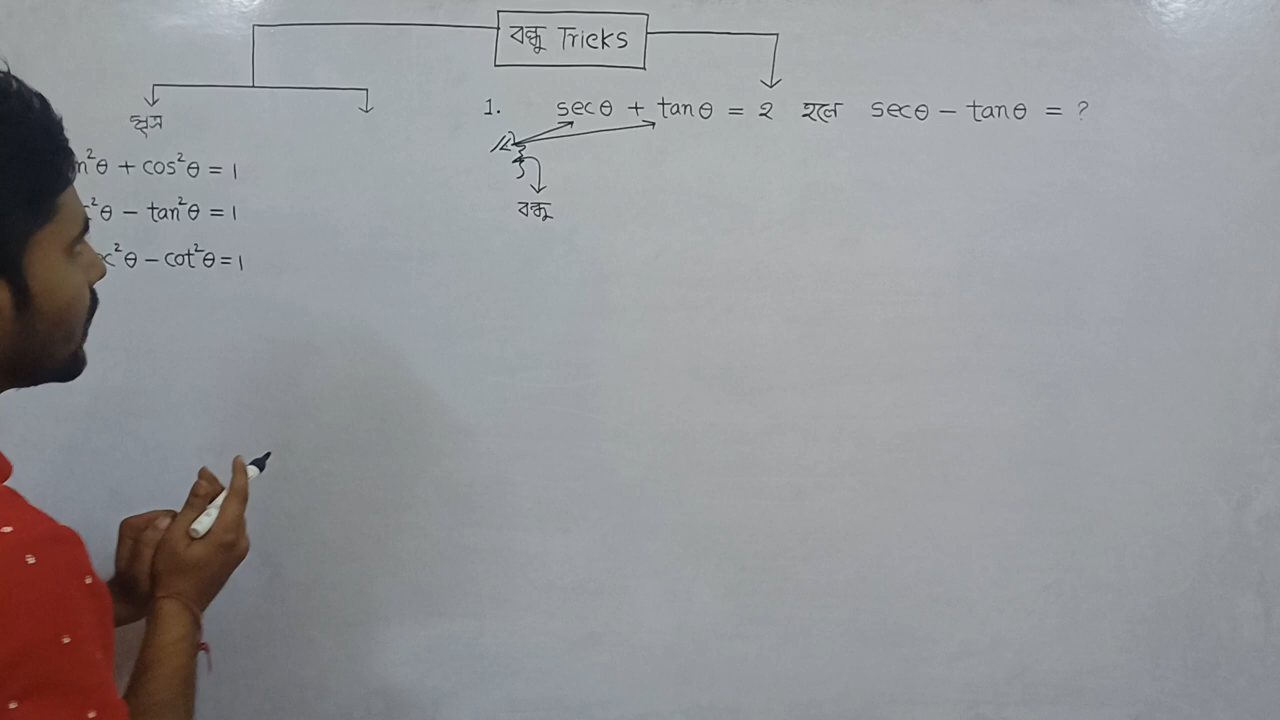 বন্ধু Tricks
1. secθ + tanθ = ২ হলে secθ − tanθ = ?
n²θ + cos²θ = 1
²θ − tan²θ = 1
বন্ধু
c²θ − cot²θ = 1